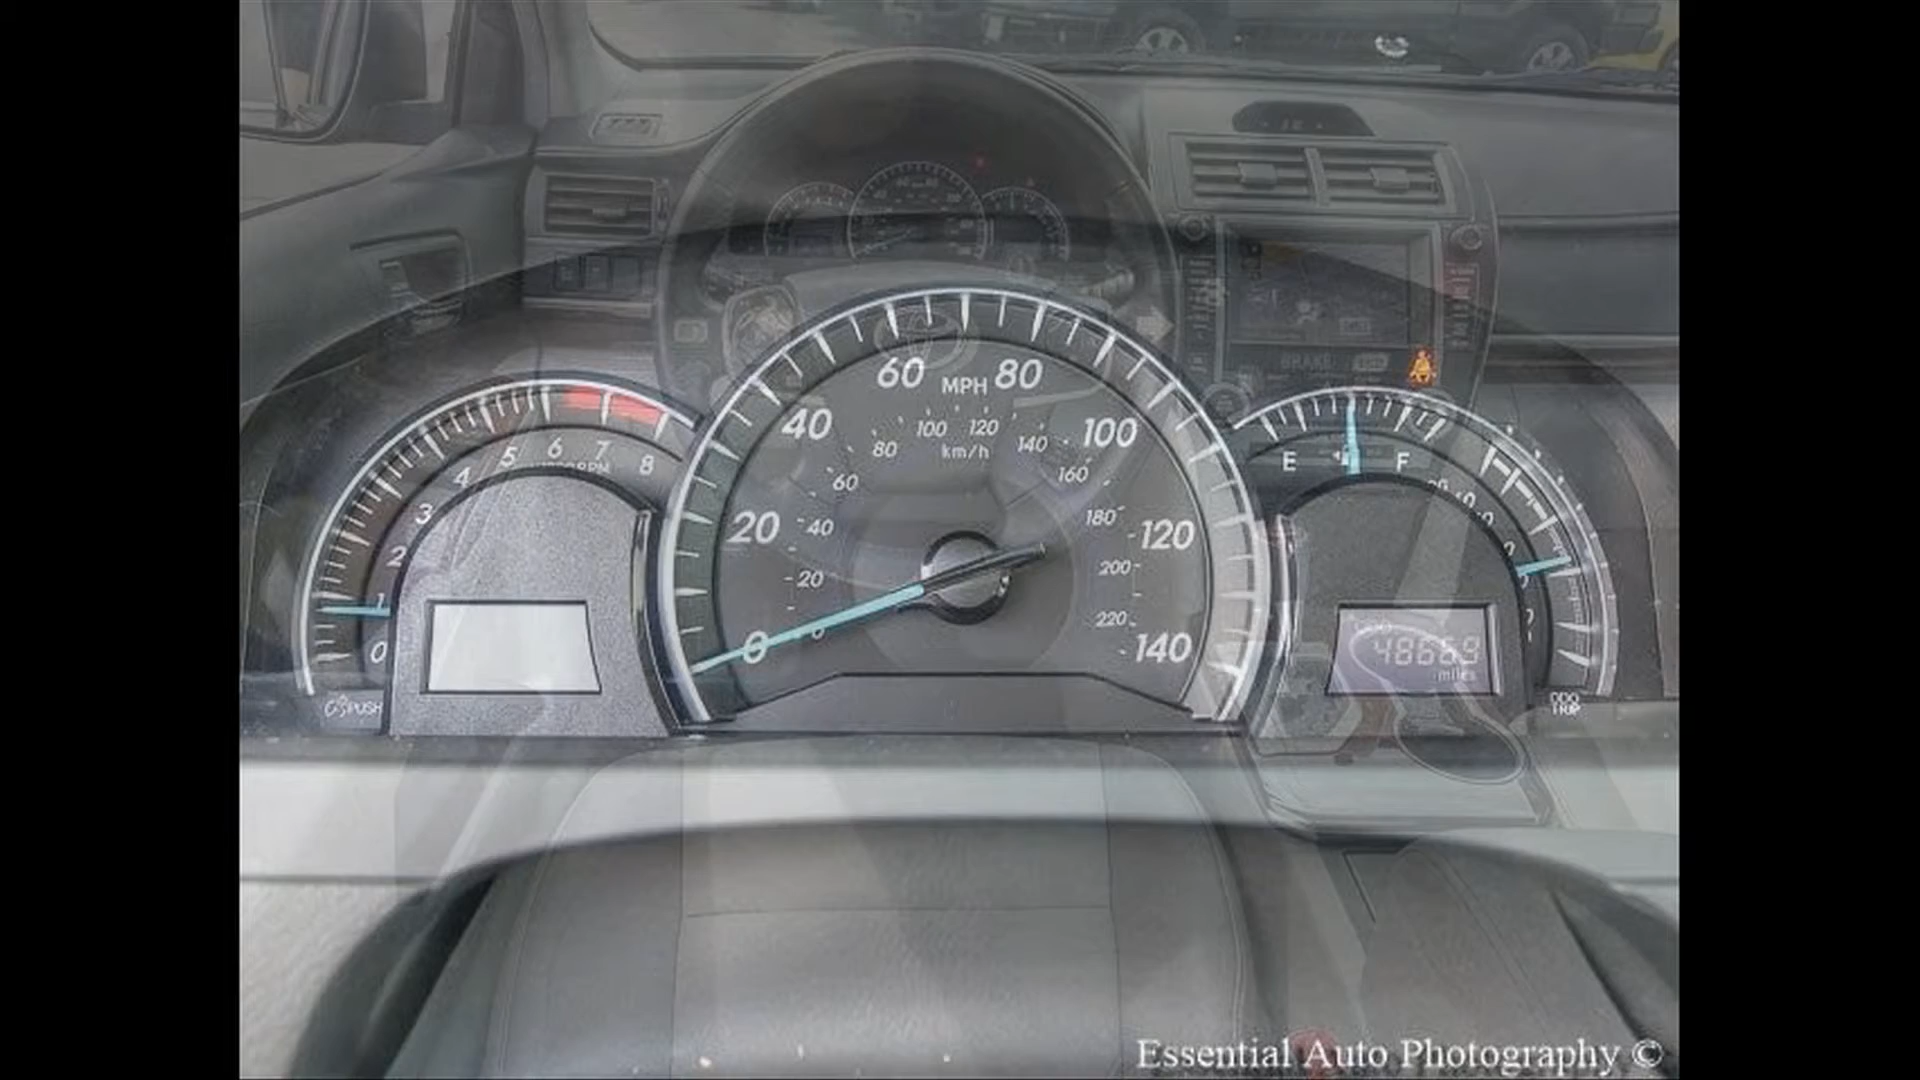 BRAKE
60 MPH 80
40 100
100 120
80 140
km/h
60 160
20 40 180 120
20 200
0 220 140
5 6 7 8
4
3
2
1
0
PUSH
E F
48669
miles
ODO
TRIP
Essential Auto Photography ©